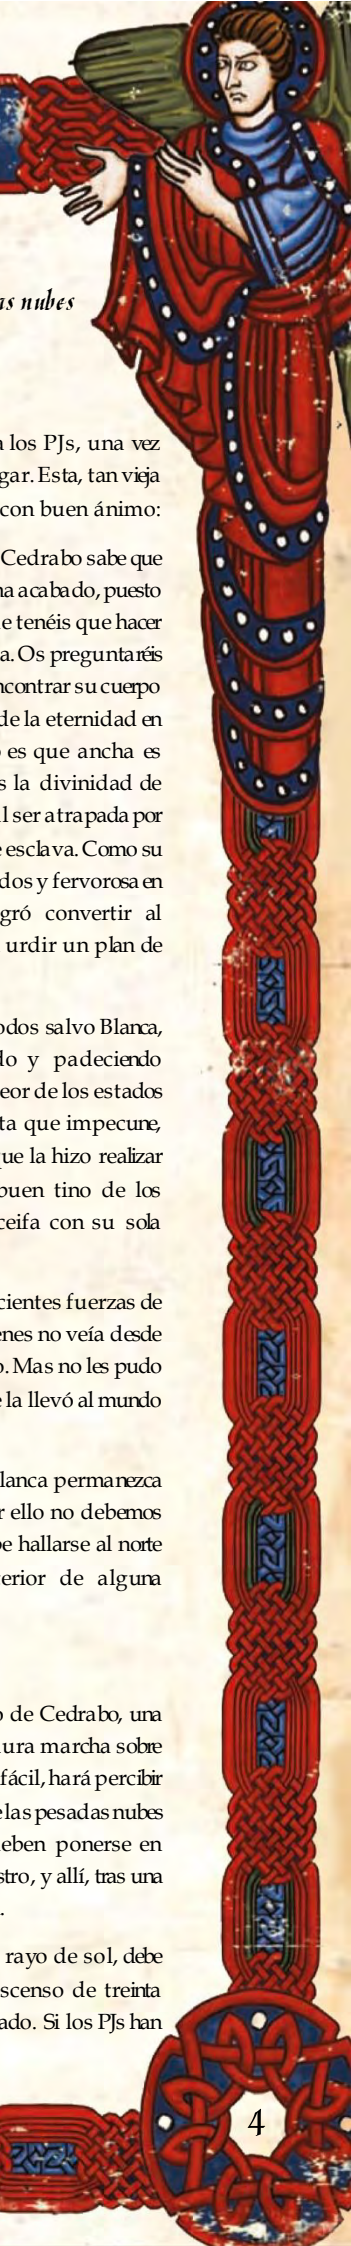 as nubes
a los PJs, una vez
gar. Esta, tan vieja
con buen ánimo:
Cedrabo sabe que
na acabado, puesto
e tenéis que hacer
a. Os preguntaréis
ncontrar su cuerpo
de la eternidad en
o es que ancha es
s la divinidad de
l ser atrapada por
e esclava. Como su
dos y fervorosa en
gró convertir al
urdir un plan de
odos salvo Blanca,
do y padeciendo
eor de los estados
ta que impecune,
ue la hizo realizar
buen tino de los
ceifa con su sola
cientes fuerzas de
enes no veía desde
o. Mas no les pudo
e la llevó al mundo
lanca permanezca
r ello no debemos
be hallarse al norte
erior de alguna
o de Cedrabo, una
lura marcha sobre
fácil, hará percibir
e las pesadas nubes
eben ponerse en
stro, y allí, tras una
.
rayo de sol, debe
scenso de treinta
ado. Si los PJs han
4